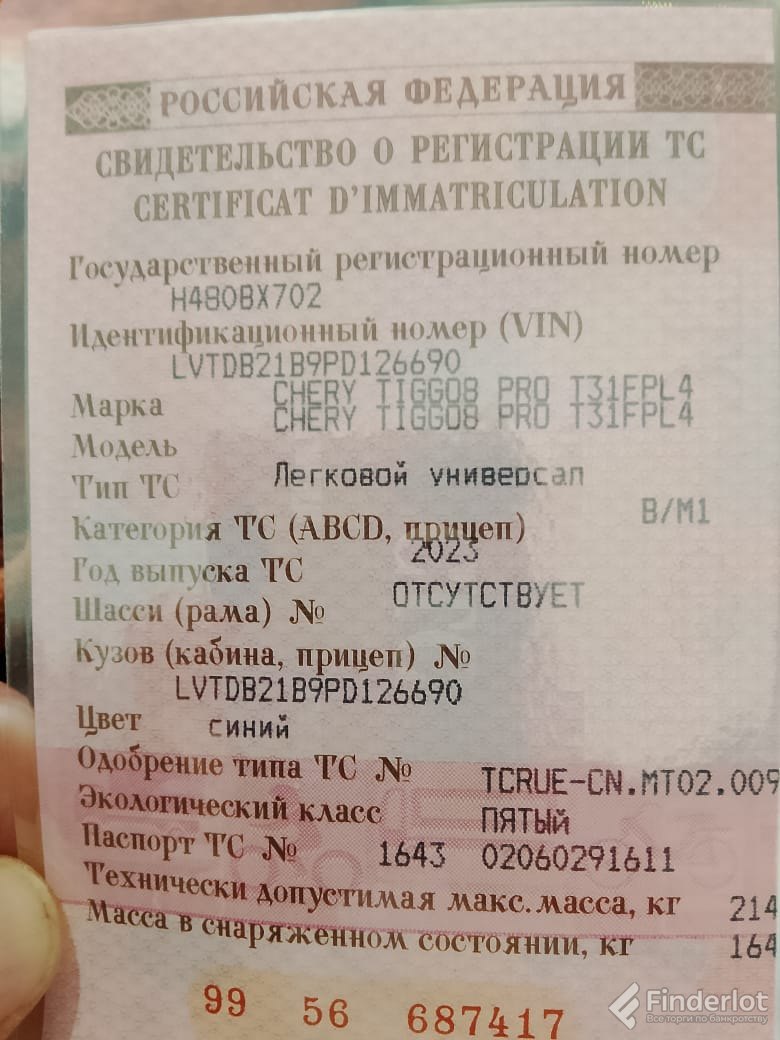 РОССИЙСКАЯ ФЕДЕРАЦИЯ
СВИДЕТЕЛЬСТВО О РЕГИСТРАЦИИ ТС
CERTIFICAT D'IMMATRICULATION
Государственный регистрационный номер
Н480ВХ702
Идентификационный номер (VIN)
LVTDB21B9PD126690
CHERY TIGGO8 PRO T31FPL4
Марка CHERY TIGGO8 PRO T31FPL4
Модель
Тип ТС Легковой универсал
Категория ТС (ABCD, прицеп) B/M1
Год выпуска ТС 2023
Шасси (рама) № ОТСУТСТВУЕТ
Кузов (кабина, прицеп) №
LVTDB21B9PD126690
Цвет синий
Одобрение типа ТС № TCRUE-CN.MT02.009
Экологический класс ПЯТЫЙ
Паспорт ТС № 1643 02060291611
Технически допустимая макс.масса, кг 214
Масса в снаряженном состоянии, кг 164
99 56 687417
Finderlot
Все торги по банкротству